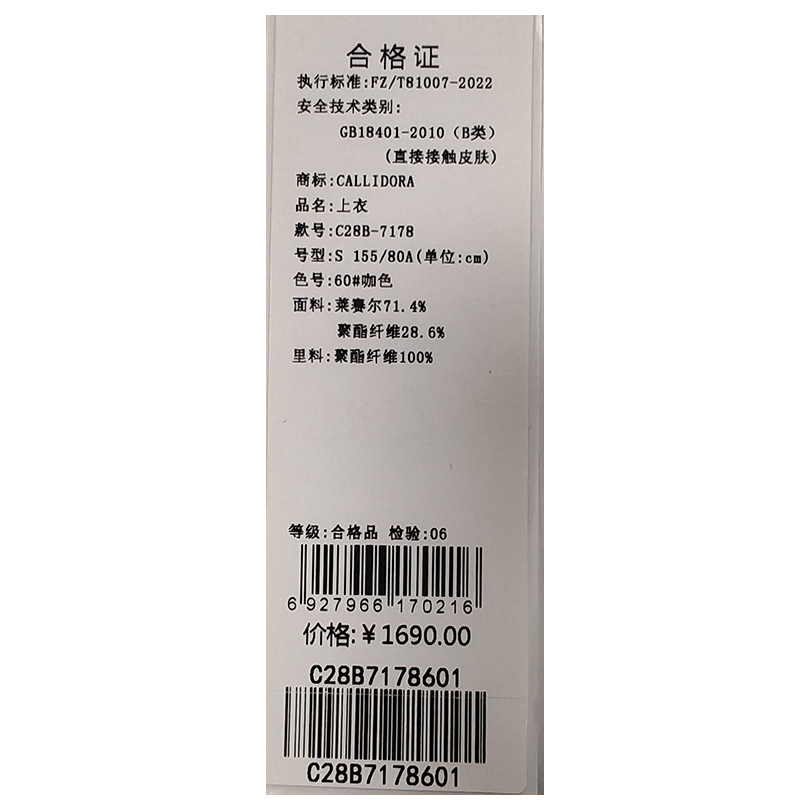 合格证
执行标准:FZ/T81007-2022
安全技术类别:
GB18401-2010（B类）
(直接接触皮肤)
商标:CALLIDORA
品名:上衣
款号:C28B-7178
号型:S 155/80A(单位:cm)
色号:60#咖色
面料:莱赛尔71.4%
聚酯纤维28.6%
里料:聚酯纤维100%
等级:合格品 检验:06
6 927966 170216
价格:￥1690.00
C28B7178601
C28B7178601